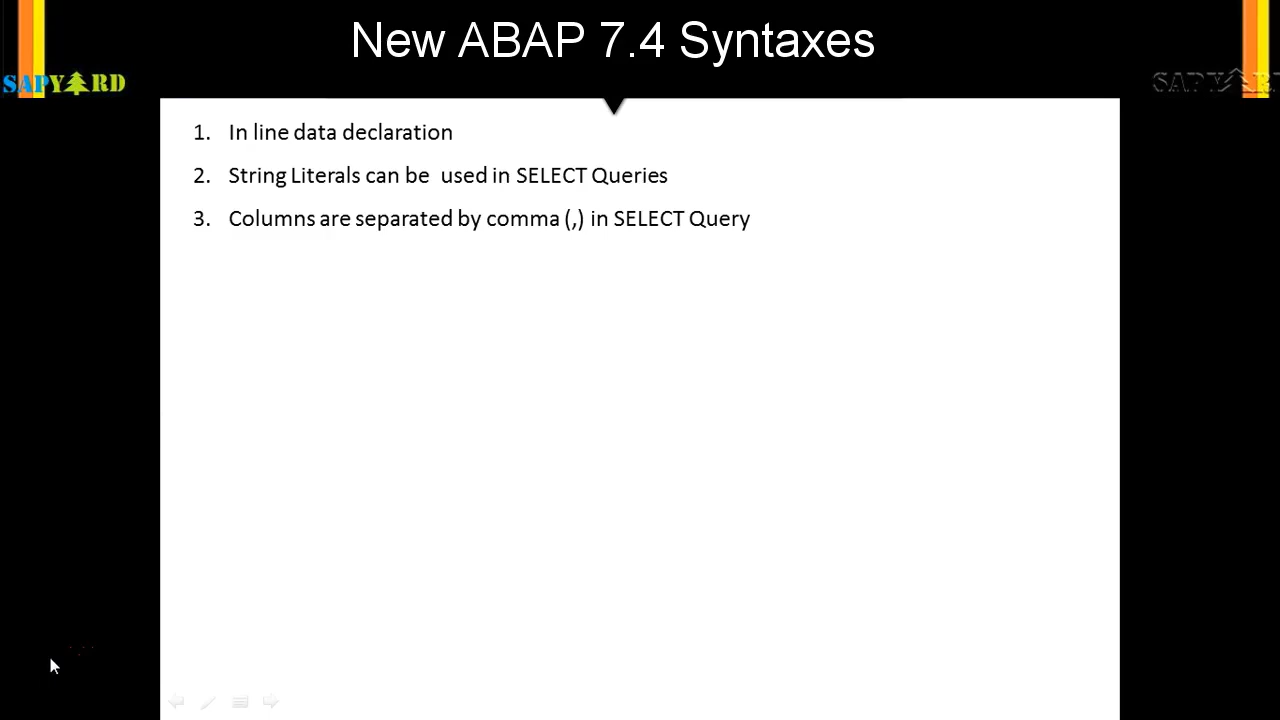 New ABAP 7.4 Syntaxes
SAPYARD
SAPYAR
1. In line data declaration
2. String Literals can be used in SELECT Queries
3. Columns are separated by comma (,) in SELECT Query